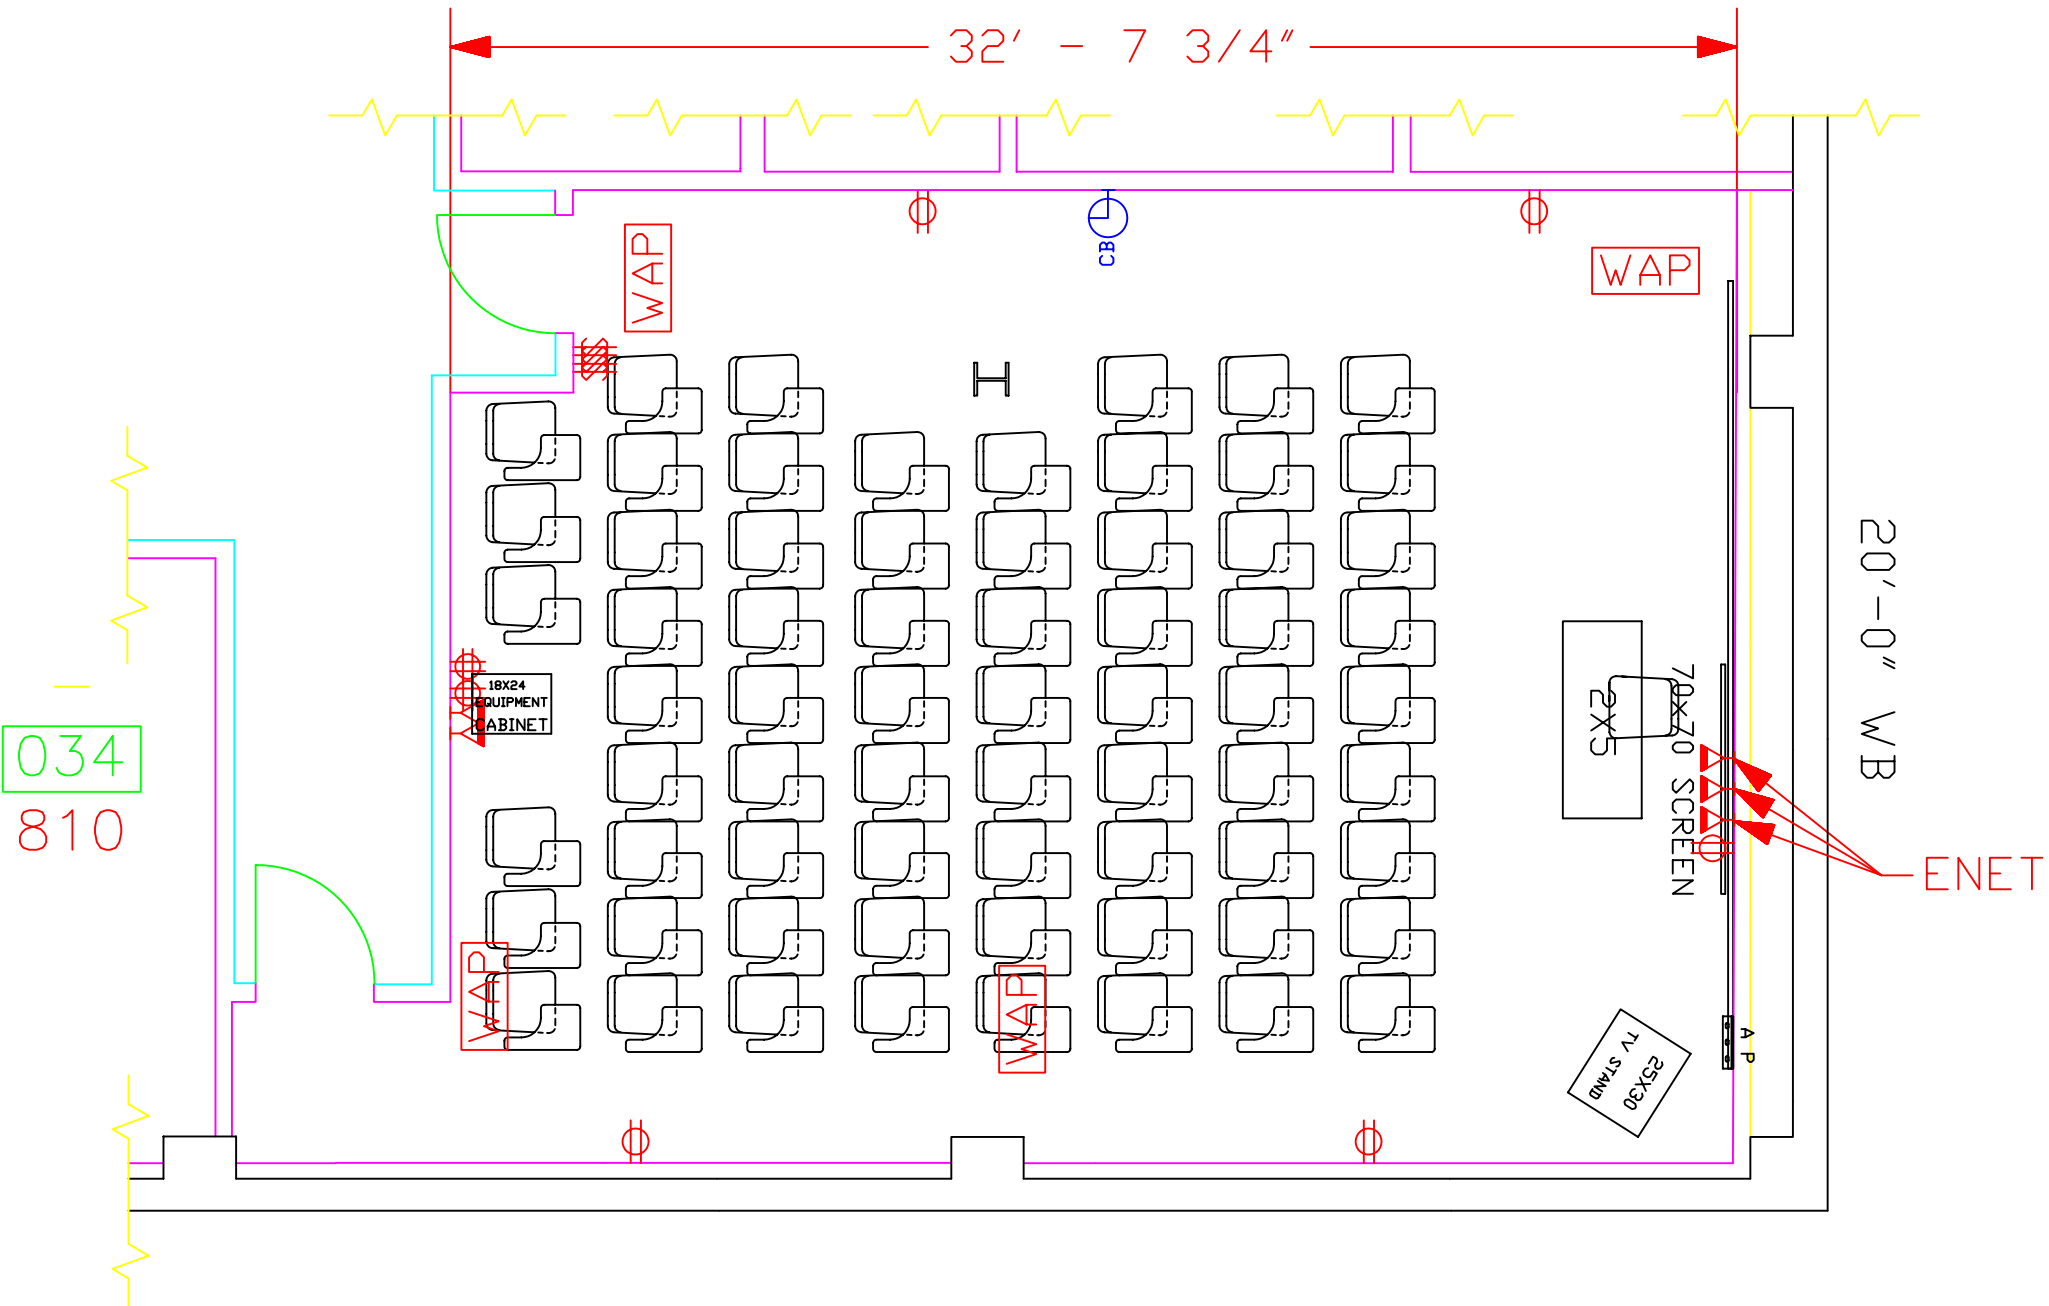 32' - 7 3/4"
WAP
CB
WAP
20'-0" WB
18X24
EQUIPMENT
CABINET
2X5
70x70 SCREEN
034
810
ENET
WAP
WAP
A P
25X30
TV STAND